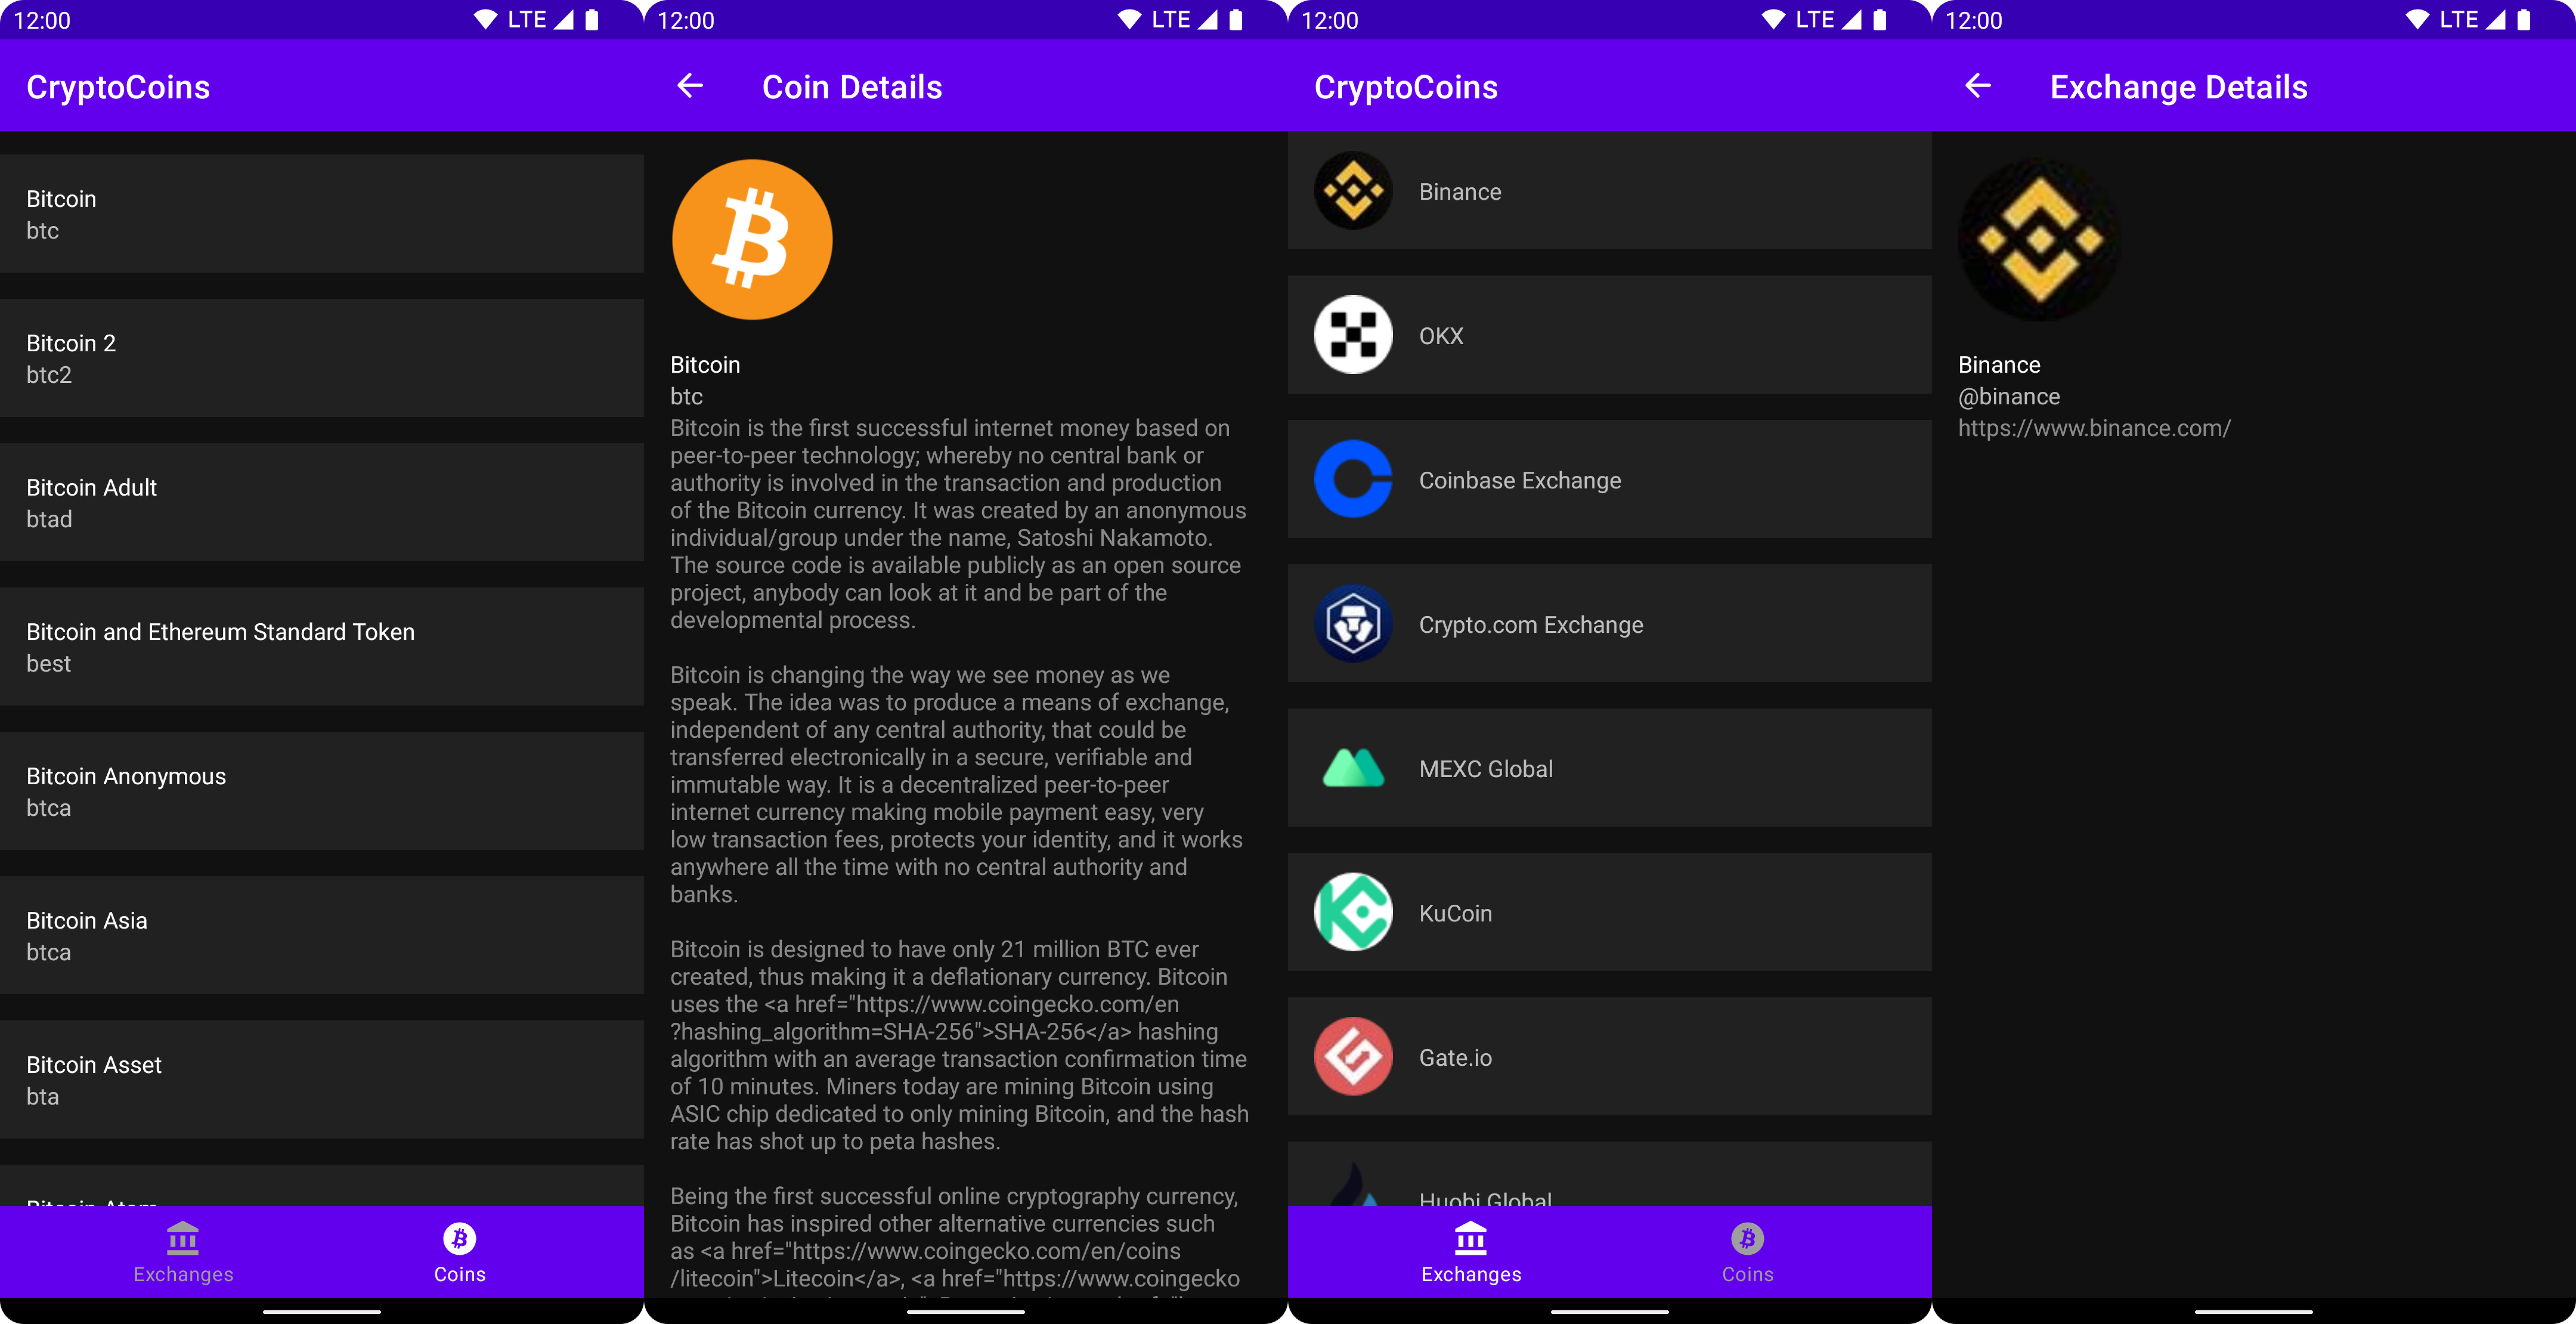 12:00
LTE
CryptoCoins
Bitcoin
btc
Bitcoin 2
btc2
Bitcoin Adult
btad
Bitcoin and Ethereum Standard Token
best
Bitcoin Anonymous
btca
Bitcoin Asia
btca
Bitcoin Asset
bta
Bitcoin Atom
Exchanges
Coins
12:00
LTE
Coin Details
Bitcoin
btc
Bitcoin is the first successful internet money based on
peer-to-peer technology; whereby no central bank or
authority is involved in the transaction and production
of the Bitcoin currency. It was created by an anonymous
individual/group under the name, Satoshi Nakamoto.
The source code is available publicly as an open source
project, anybody can look at it and be part of the
developmental process.
Bitcoin is changing the way we see money as we
speak. The idea was to produce a means of exchange,
independent of any central authority, that could be
transferred electronically in a secure, verifiable and
immutable way. It is a decentralized peer-to-peer
internet currency making mobile payment easy, very
low transaction fees, protects your identity, and it works
anywhere all the time with no central authority and
banks.
Bitcoin is designed to have only 21 million BTC ever
created, thus making it a deflationary currency. Bitcoin
uses the <a href="https://www.coingecko.com/en
?hashing_algorithm=SHA-256">SHA-256</a> hashing
algorithm with an average transaction confirmation time
of 10 minutes. Miners today are mining Bitcoin using
ASIC chip dedicated to only mining Bitcoin, and the hash
rate has shot up to peta hashes.
Being the first successful online cryptography currency,
Bitcoin has inspired other alternative currencies such
as <a href="https://www.coingecko.com/en/coins
/litecoin">Litecoin</a>, <a href="https://www.coingecko
12:00
LTE
CryptoCoins
Binance
OKX
Coinbase Exchange
Crypto.com Exchange
MEXC Global
KuCoin
Gate.io
Huobi Global
Exchanges
Coins
12:00
LTE
Exchange Details
Binance
@binance
https://www.binance.com/